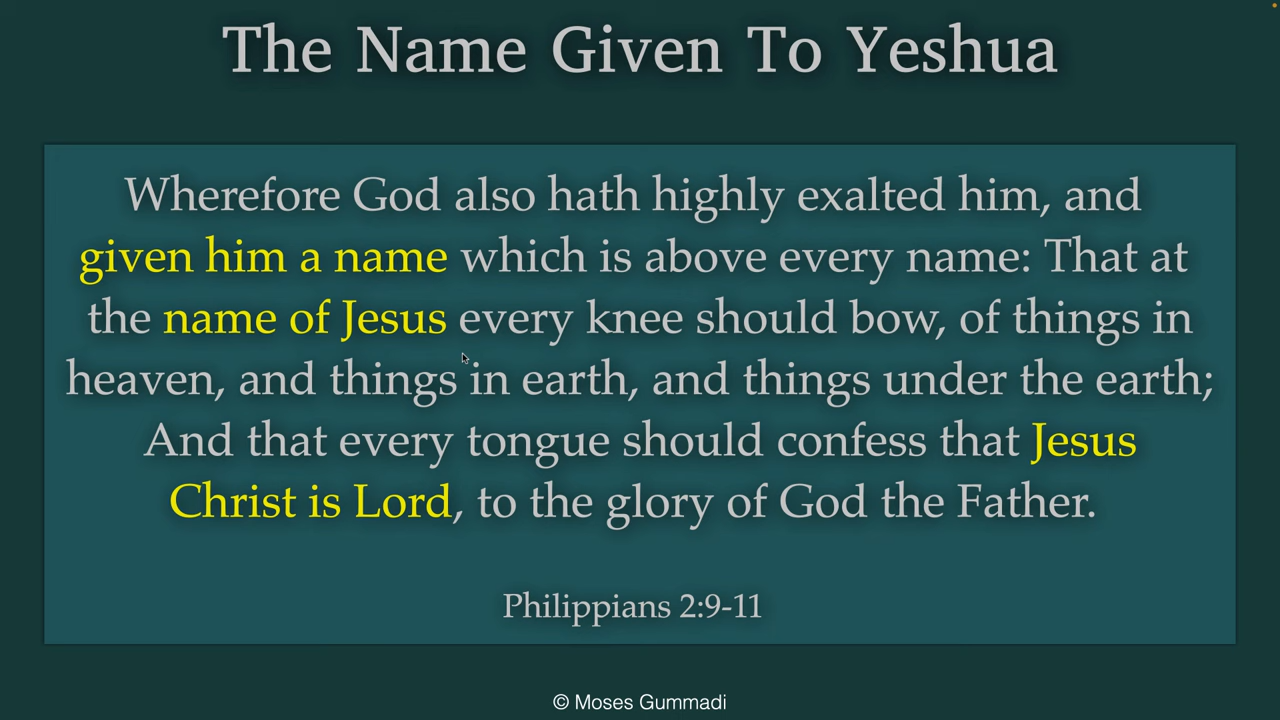 The Name Given To Yeshua
Wherefore God also hath highly exalted him, and
given him a name which is above every name: That at
the name of Jesus every knee should bow, of things in
heaven, and things in earth, and things under the earth;
And that every tongue should confess that Jesus
Christ is Lord, to the glory of God the Father.
Philippians 2:9-11
© Moses Gummadi